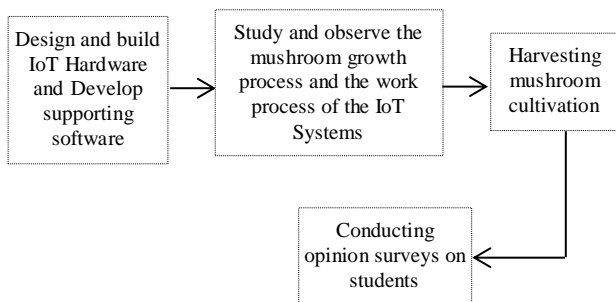 Design and build
IoT Hardware
and Develop
supporting
software
Study and observe the
mushroom growth
process and the work
process of the IoT
Systems
Harvesting
mushroom
cultivation
Conducting
opinion surveys on
students